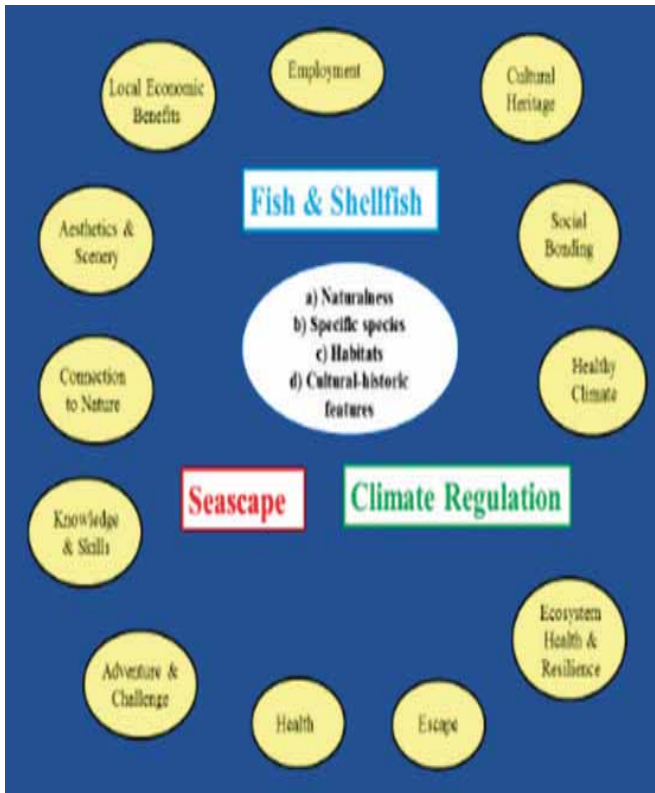 Employment
Local Economic
Benefits
Cultural
Heritage
Fish & Shellfish
Aesthetics &
Scenery
Social
Bonding
a) Naturalness
b) Specific species
c) Habitats
d) Cultural-historic
features
Connection
to Nature
Healthy
Climate
Seascape
Climate Regulation
Knowledge
& Skills
Ecosystem
Health &
Resilience
Adventure &
Challenge
Health
Escape